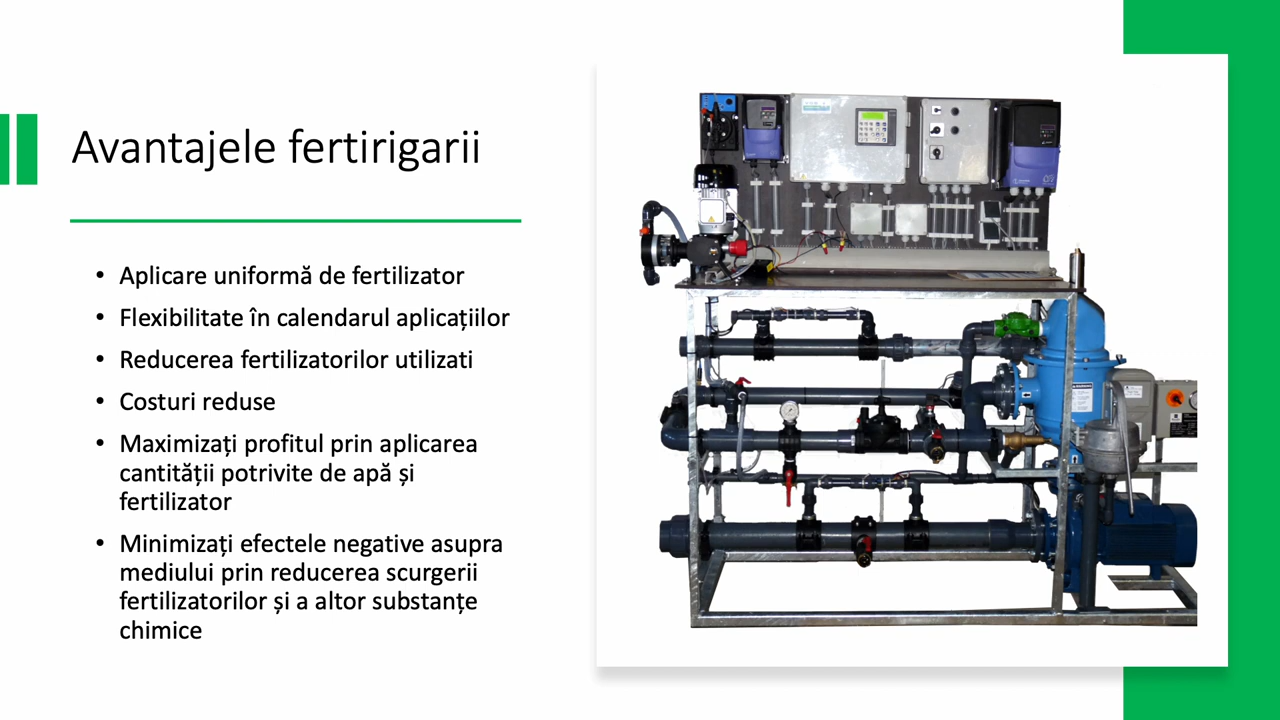 Avantajele fertirigarii
• Aplicare uniformă de fertilizator
• Flexibilitate în calendarul aplicațiilor
• Reducerea fertilizatorilor utilizati
• Costuri reduse
• Maximizați profitul prin aplicarea
cantității potrivite de apă și
fertilizator
• Minimizați efectele negative asupra
mediului prin reducerea scurgerii
fertilizatorilor și a altor substanțe
chimice